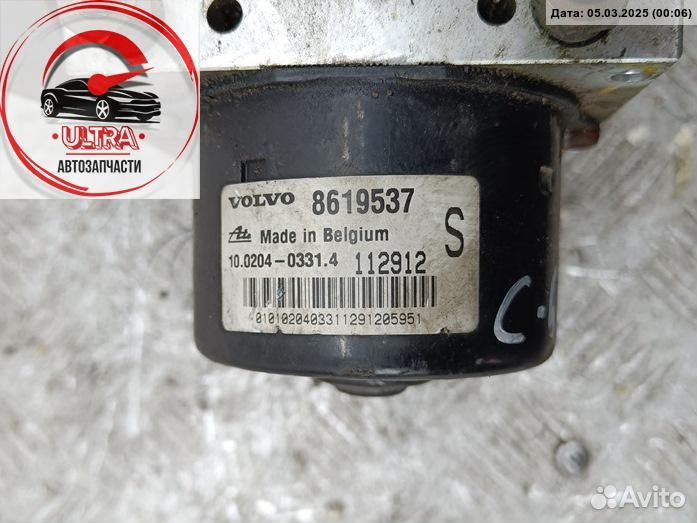 Дата: 05.03.2025 (00:06)
ULTRA
АВТОЗАПЧАСТИ
VOLVO 8619537
Made in Belgium S
10.0204-0331.4 112912
0101020403311291205951
Avito